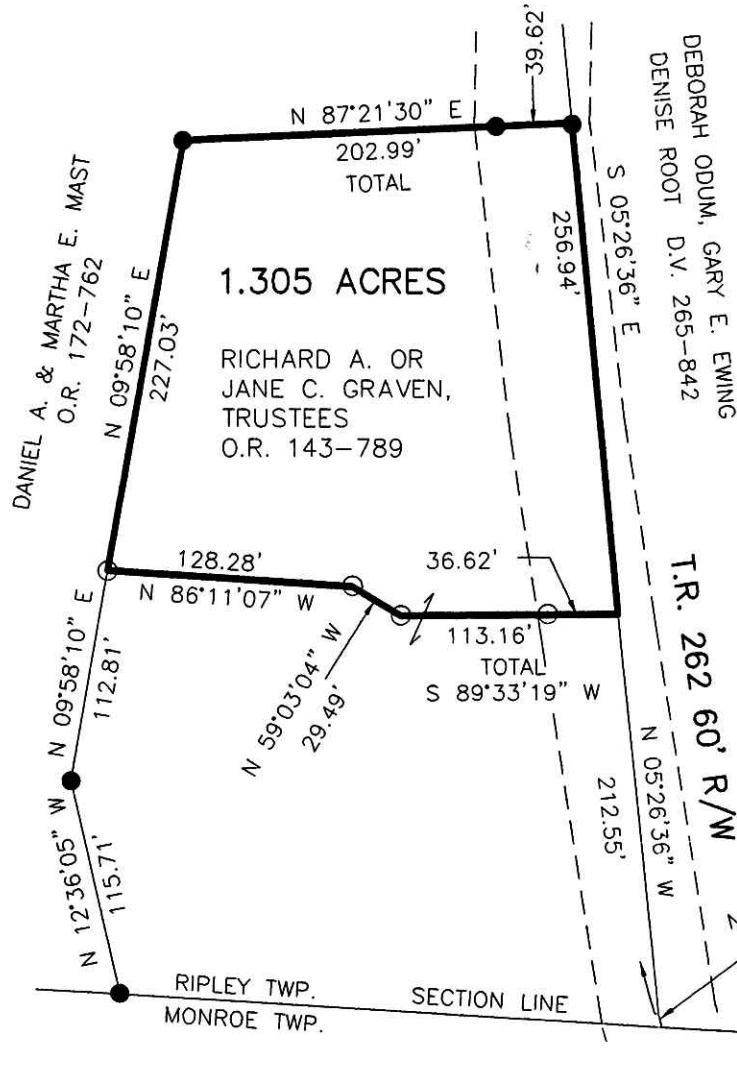 39.62'
DEBORAH ODUM, GARY E. EWING
DENISE ROOT D.V. 265-842
N 87°21'30" E
202.99'
TOTAL
S 05°26'36" E
256.94'
DANIEL A. & MARTHA E. MAST
O.R. 172-762
N 09°58'10" E
227.03'
1.305 ACRES
RICHARD A. OR
JANE C. GRAVEN,
TRUSTEES
O.R. 143-789
128.28'
N 86°11'07" W
36.62'
113.16'
TOTAL
S 89°33'19" W
N 59°03'04" W
29.49'
T.R. 262 60' R/W
N 09°58'10" E
112.81'
N 05°26'36" W
212.55'
N 12°36'05" W
115.71'
RIPLEY TWP.
SECTION LINE
MONROE TWP.